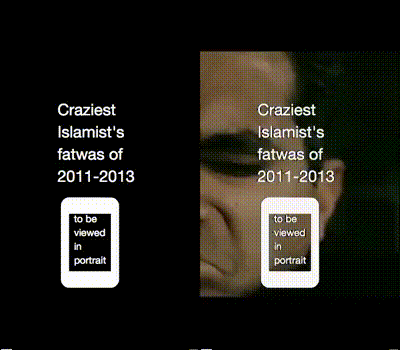 Craziest
Islamist's
fatwas of
2011-2013
to be
viewed
in
portrait
Craziest
Islamist's
fatwas of
2011-2013
to be
viewed
in
portrait